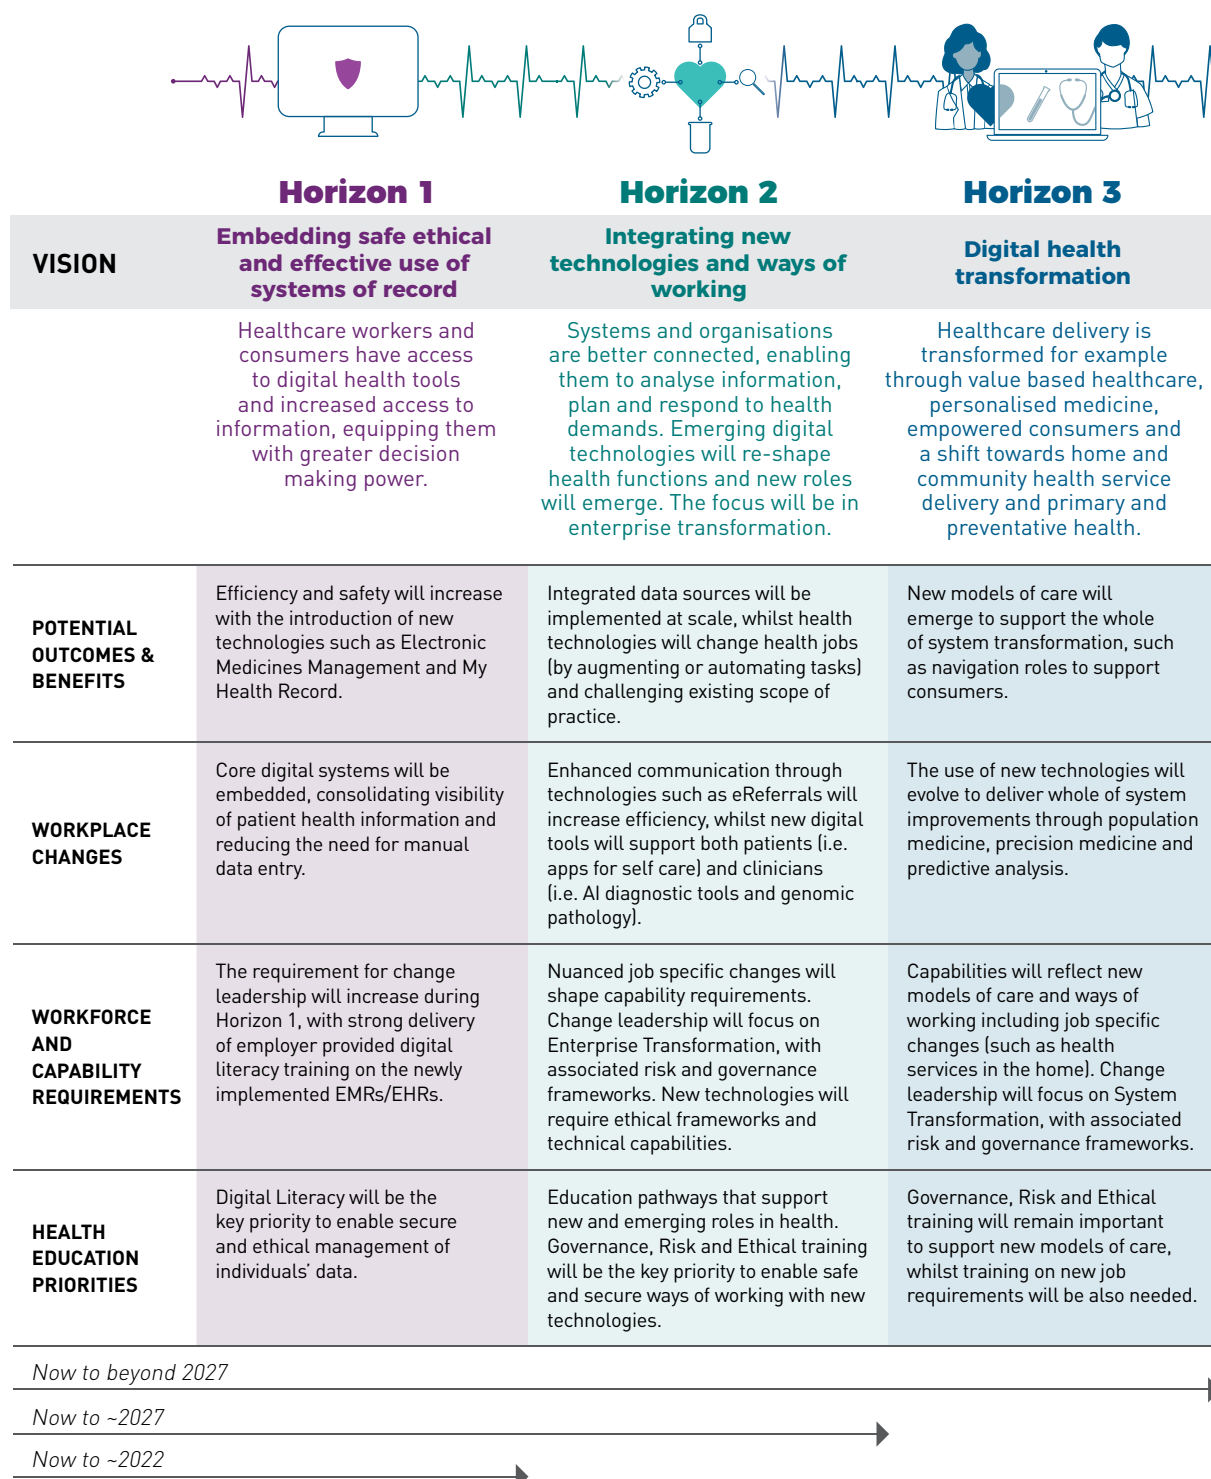 Horizon 1
Horizon 2
Horizon 3
VISION
Embedding safe ethical
and effective use of
systems of record
Integrating new
technologies and ways of
working
Digital health
transformation
Healthcare workers and
consumers have access
to digital health tools
and increased access to
information, equipping them
with greater decision
making power.
Systems and organisations
are better connected, enabling
them to analyse information,
plan and respond to health
demands. Emerging digital
technologies will re-shape
health functions and new roles
will emerge. The focus will be in
enterprise transformation.
Healthcare delivery is
transformed for example
through value based healthcare,
personalised medicine,
empowered consumers and
a shift towards home and
community health service
delivery and primary and
preventative health.
POTENTIAL
OUTCOMES &
BENEFITS
Efficiency and safety will increase
with the introduction of new
technologies such as Electronic
Medicines Management and My
Health Record.
Integrated data sources will be
implemented at scale, whilst health
technologies will change health jobs
(by augmenting or automating tasks)
and challenging existing scope of
practice.
New models of care will
emerge to support the whole
of system transformation, such
as navigation roles to support
consumers.
WORKPLACE
CHANGES
Core digital systems will be
embedded, consolidating visibility
of patient health information and
reducing the need for manual
data entry.
Enhanced communication through
technologies such as eReferrals will
increase efficiency, whilst new digital
tools will support both patients (i.e.
apps for self care) and clinicians
(i.e. AI diagnostic tools and genomic
pathology).
The use of new technologies will
evolve to deliver whole of system
improvements through population
medicine, precision medicine and
predictive analysis.
WORKFORCE
AND
CAPABILITY
REQUIREMENTS
The requirement for change
leadership will increase during
Horizon 1, with strong delivery
of employer provided digital
literacy training on the newly
implemented EMRs/EHRs.
Nuanced job specific changes will
shape capability requirements.
Change leadership will focus on
Enterprise Transformation, with
associated risk and governance
frameworks. New technologies will
require ethical frameworks and
technical capabilities.
Capabilities will reflect new
models of care and ways of
working including job specific
changes (such as health
services in the home). Change
leadership will focus on System
Transformation, with associated
risk and governance frameworks.
HEALTH
EDUCATION
PRIORITIES
Digital Literacy will be the
key priority to enable secure
and ethical management of
individuals’ data.
Education pathways that support
new and emerging roles in health.
Governance, Risk and Ethical training
will be the key priority to enable safe
and secure ways of working with new
technologies.
Governance, Risk and Ethical
training will remain important
to support new models of care,
whilst training on new job
requirements will be also needed.
Now to beyond 2027
Now to ~2027
Now to ~2022